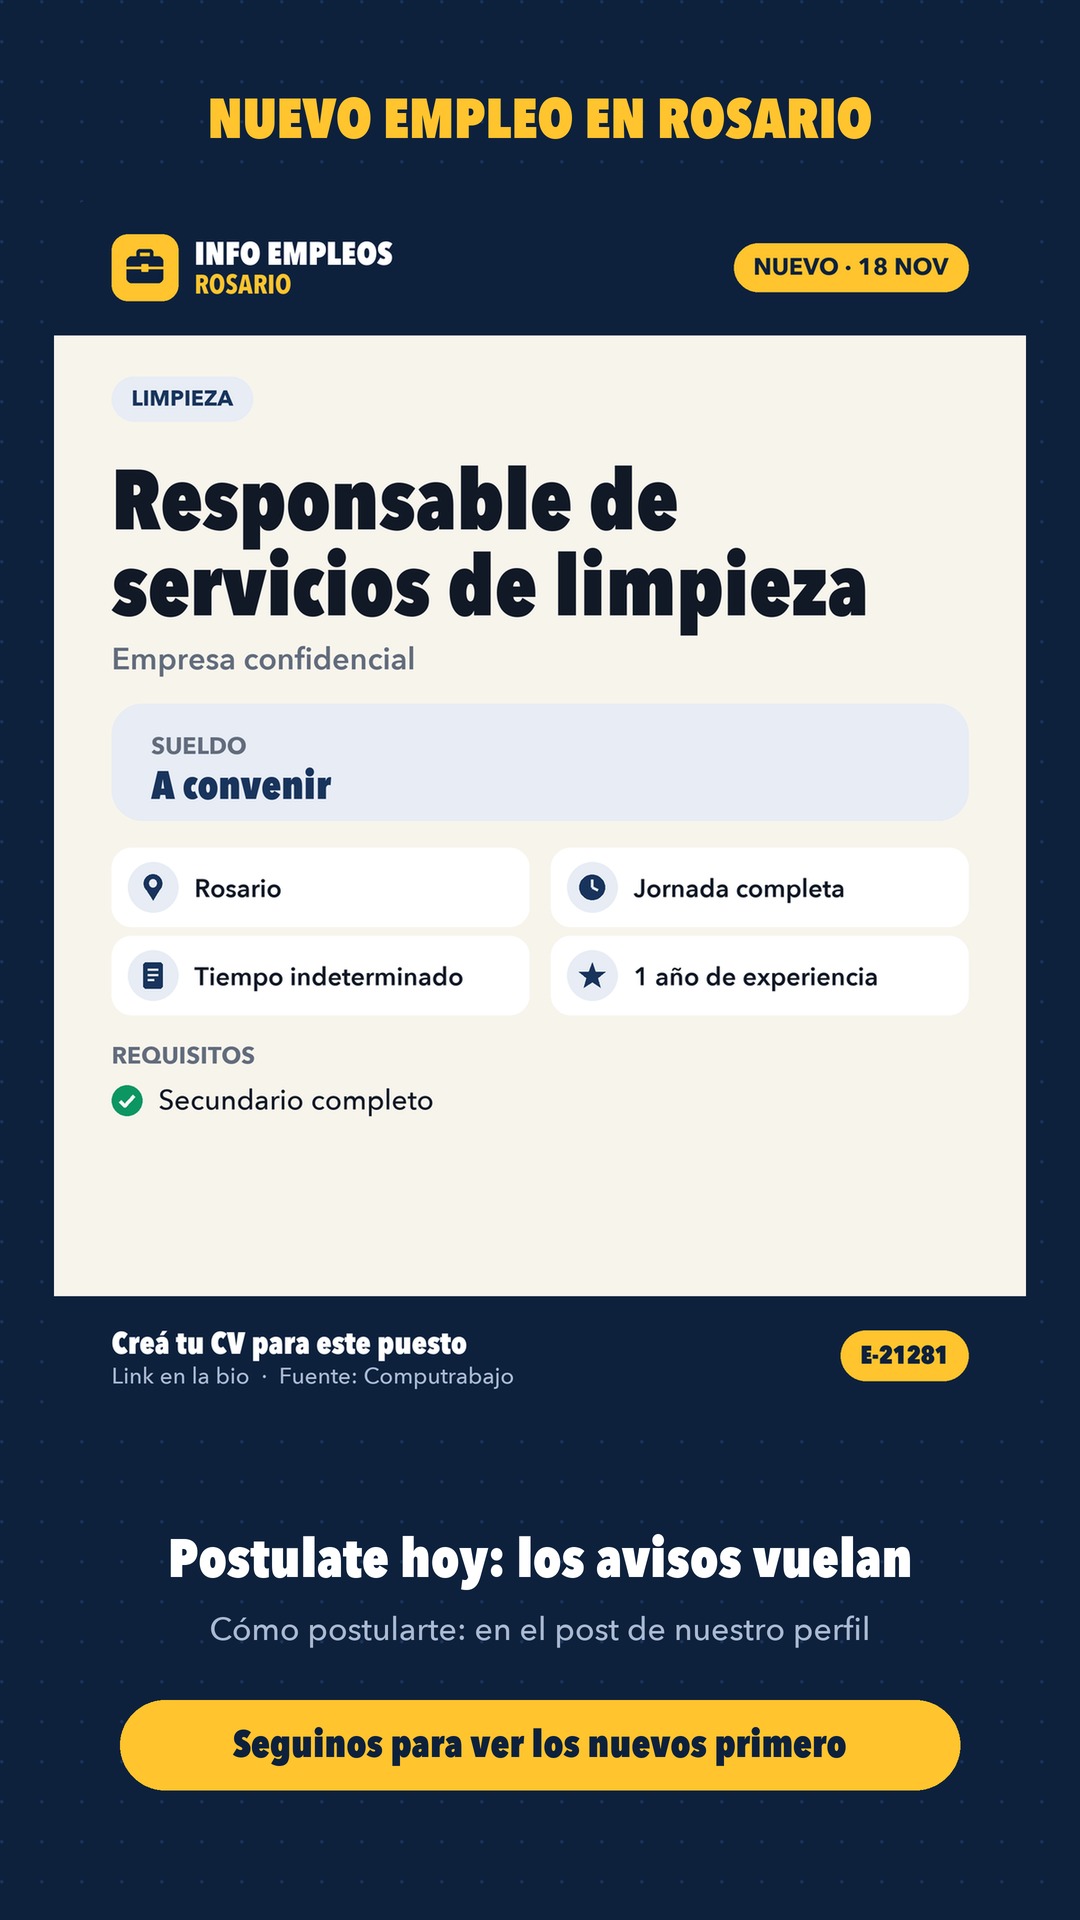 NUEVO EMPLEO EN ROSARIO
INFO EMPLEOS
ROSARIO
NUEVO · 18 NOV
LIMPIEZA
Responsable de
servicios de limpieza
Empresa confidencial
SUELDO
A convenir
Rosario
Jornada completa
Tiempo indeterminado
1 año de experiencia
REQUISITOS
Secundario completo
Creá tu CV para este puesto
Link en la bio · Fuente: Computrabajo
E-21281
Postulate hoy: los avisos vuelan
Cómo postularte: en el post de nuestro perfil
Seguinos para ver los nuevos primero